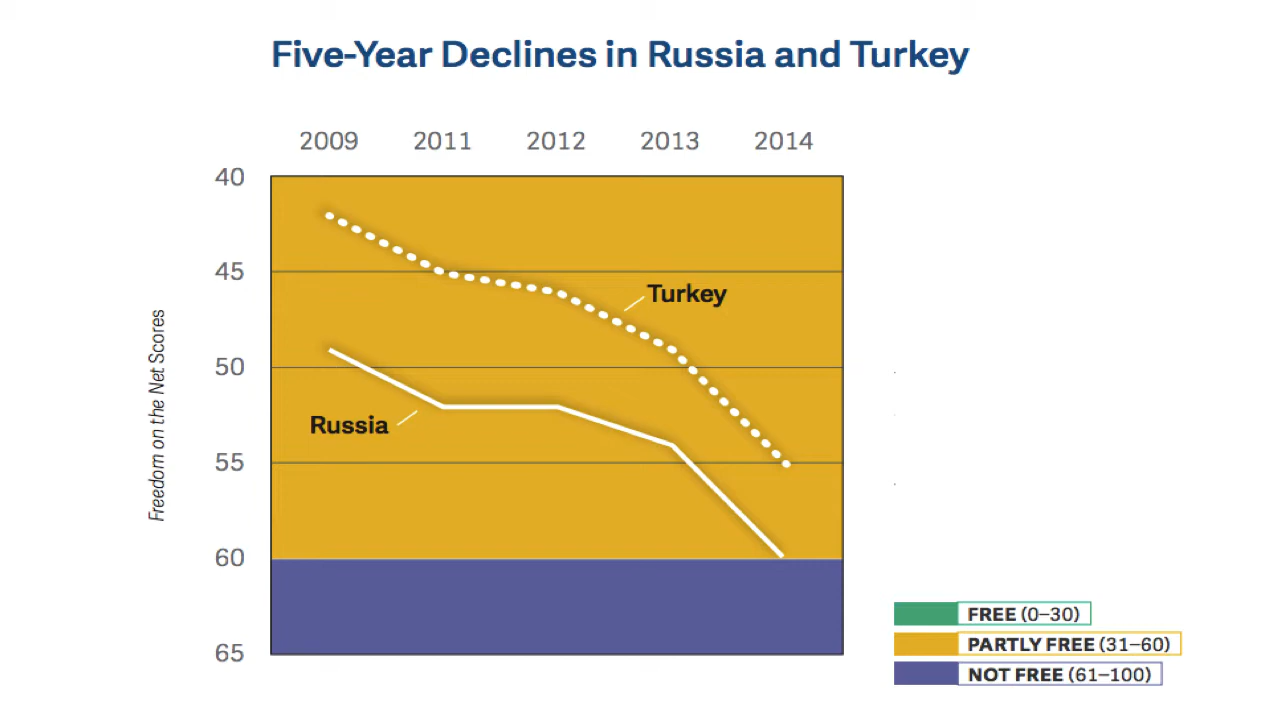 Five-Year Declines in Russia and Turkey
2009 2011 2012 2013 2014
40
45
50
55
60
65
Freedom on the Net Scores
Turkey
Russia
FREE (0–30)
PARTLY FREE (31–60)
NOT FREE (61–100)